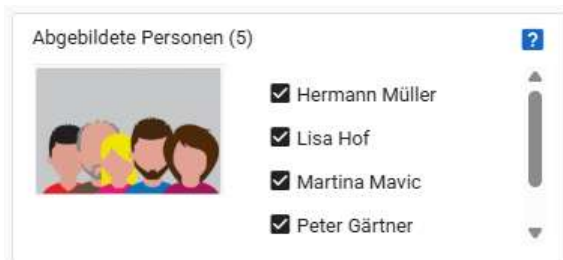 Abgebildete Personen (5)
?
Hermann Müller
Lisa Hof
Martina Mavic
Peter Gärtner